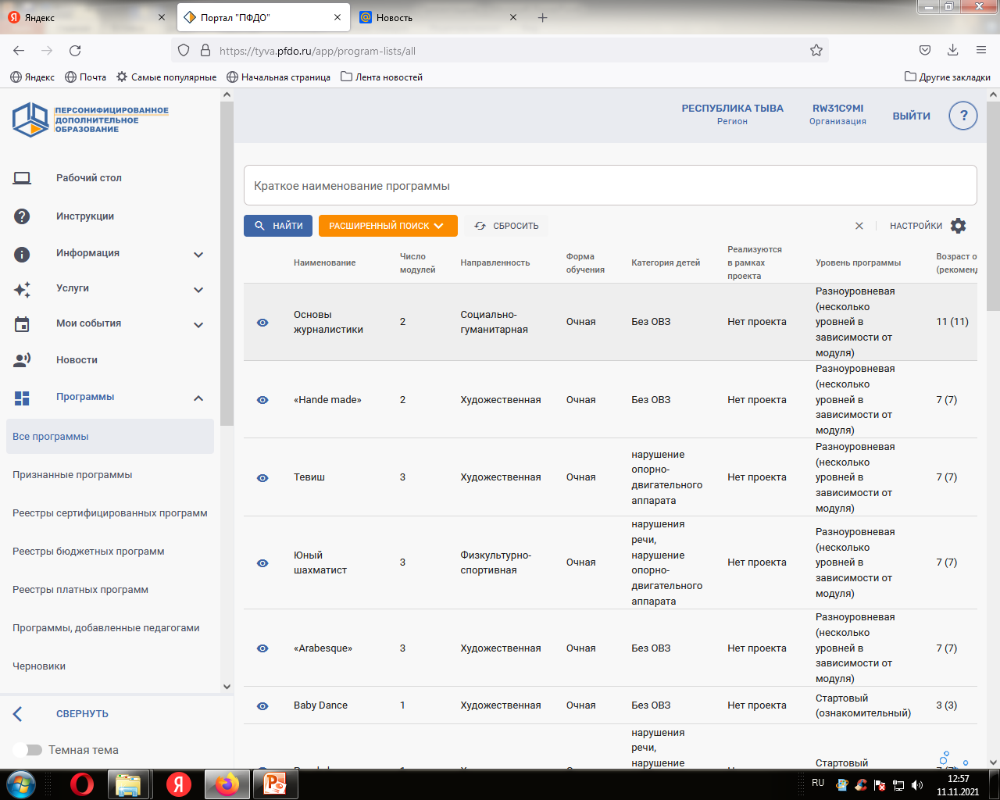 Яндекс
Портал "ПФДО"
Новость
https://tyva.pfdo.ru/app/program-lists/all
Яндекс
Почта
Самые популярные
Начальная страница
Лента новостей
Другие закладки
ПЕРСОНИФИЦИРОВАННОЕ
ДОПОЛНИТЕЛЬНОЕ
ОБРАЗОВАНИЕ
РЕСПУБЛИКА ТЫВА
Регион
RW31C9MI
Организация
ВЫЙТИ
?
Рабочий стол
Инструкции
Информация
Услуги
Мои события
Новости
Программы
Все программы
Признанные программы
Реестры сертифицированных программ
Реестры бюджетных программ
Реестры платных программ
Программы, добавленные педагогами
Черновики
СВЕРНУТЬ
Темная тема
Краткое наименование программы
НАЙТИ
РАСШИРЕННЫЙ ПОИСК
СБРОСИТЬ
НАСТРОЙКИ
Наименование
Число
модулей
Направленность
Форма
обучения
Категория детей
Реализуются
в рамках
проекта
Уровень программы
Возраст о
(рекоменд
Основы
журналистики
2
Социально-
гуманитарная
Очная
Без ОВЗ
Нет проекта
Разноуровневая
(несколько
уровней в
зависимости от
модуля)
11 (11)
«Hande made»
2
Художественная
Очная
Без ОВЗ
Нет проекта
Разноуровневая
(несколько
уровней в
зависимости от
модуля)
7 (7)
Тевиш
3
Художественная
Очная
нарушение
опорно-
двигательного
аппарата
Нет проекта
Разноуровневая
(несколько
уровней в
зависимости от
модуля)
7 (7)
Юный
шахматист
3
Физкультурно-
спортивная
Очная
нарушения
речи,
нарушение
опорно-
двигательного
аппарата
Нет проекта
Разноуровневая
(несколько
уровней в
зависимости от
модуля)
7 (7)
«Arabesque»
3
Художественная
Очная
Без ОВЗ
Нет проекта
Разноуровневая
(несколько
уровней в
зависимости от
модуля)
7 (7)
Baby Dance
1
Художественная
Очная
Без ОВЗ
Нет проекта
Стартовый
(ознакомительный)
3 (3)
нарушения
речи,
нарушение
Стартовый
RU
12:57
11.11.2021